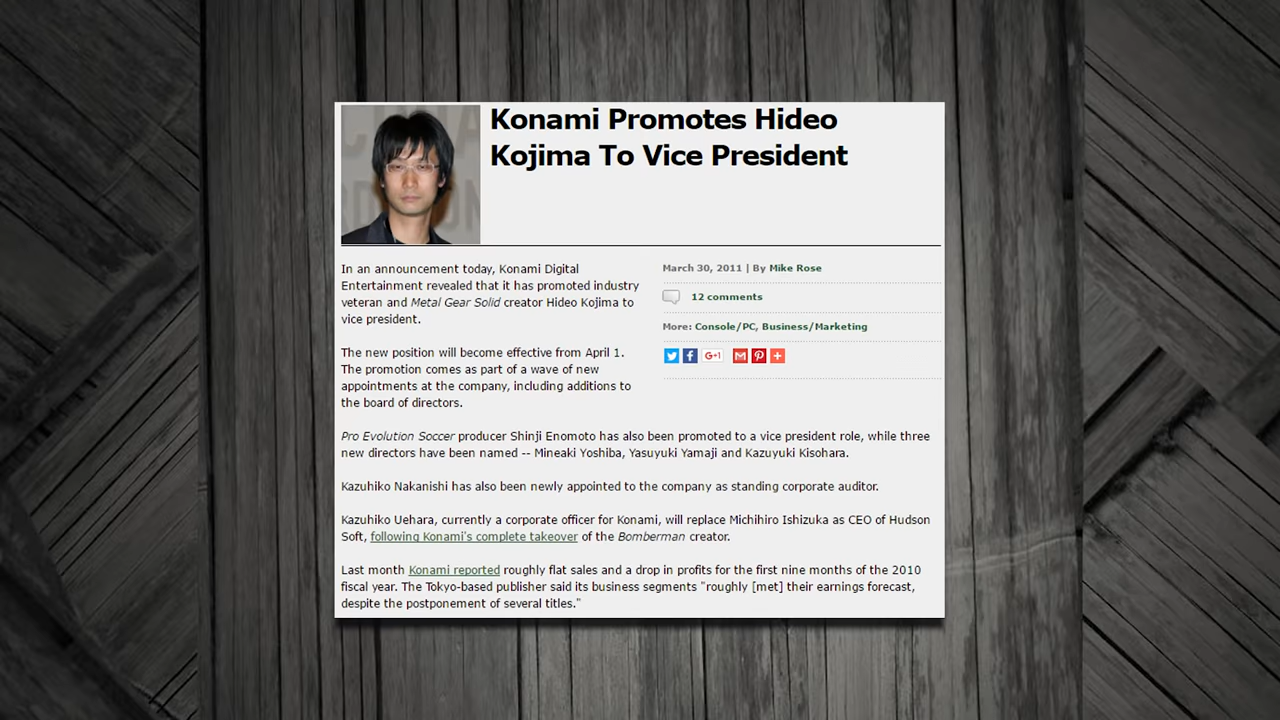 Konami Promotes Hideo
Kojima To Vice President
In an announcement today, Konami Digital
Entertainment revealed that it has promoted industry
veteran and Metal Gear Solid creator Hideo Kojima to
vice president.
The new position will become effective from April 1.
The promotion comes as part of a wave of new
appointments at the company, including additions to
the board of directors.
March 30, 2011 | By Mike Rose
12 comments
More: Console/PC, Business/Marketing
G+1
Pro Evolution Soccer producer Shinji Enomoto has also been promoted to a vice president role, while three
new directors have been named -- Mineaki Yoshiba, Yasuyuki Yamaji and Kazuyuki Kisohara.
Kazuhiko Nakanishi has also been newly appointed to the company as standing corporate auditor.
Kazuhiko Uehara, currently a corporate officer for Konami, will replace Michihiro Ishizuka as CEO of Hudson
Soft, following Konami's complete takeover of the Bomberman creator.
Last month Konami reported roughly flat sales and a drop in profits for the first nine months of the 2010
fiscal year. The Tokyo-based publisher said its business segments "roughly [met] their earnings forecast,
despite the postponement of several titles."